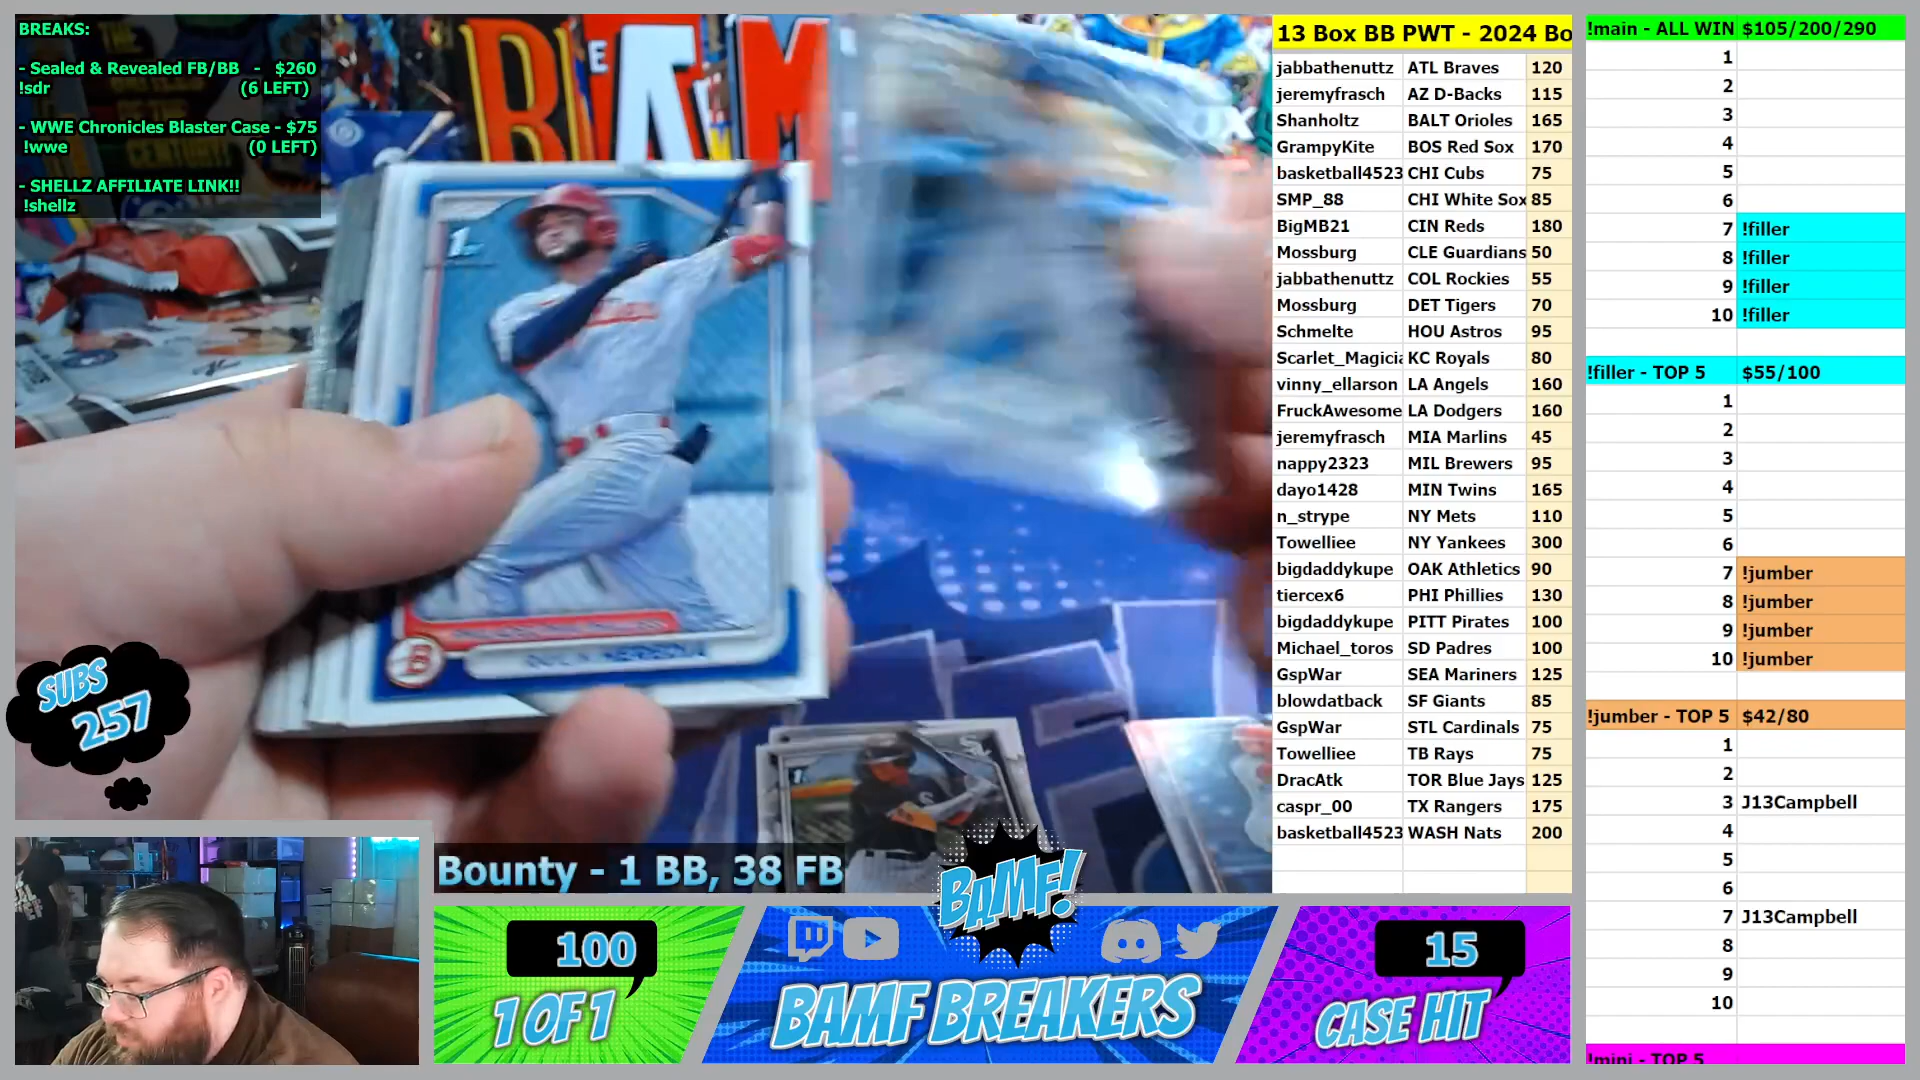 BREAKS:
- Sealed & Revealed FB/BB - $260
!sdr (6 LEFT)
- WWE Chronicles Blaster Case - $75
!wwe (0 LEFT)
- SHELLZ AFFILIATE LINK!!
!shellz
BAM
1st
B
SUBS
257
Bounty - 1 BB, 38 FB
BAMF!
100
1 OF 1
BAMF BREAKERS
15
CASE HIT
13 Box BB PWT - 2024 Bo
jabbathenuttz ATL Braves 120
jeremyfrasch AZ D-Backs 115
Shanholtz BALT Orioles 165
GrampyKite BOS Red Sox 170
basketball4523 CHI Cubs 75
SMP_88 CHI White Sox 85
BigMB21 CIN Reds 180
Mossburg CLE Guardians 50
jabbathenuttz COL Rockies 55
Mossburg DET Tigers 70
Schmelte HOU Astros 95
Scarlet_Magicia KC Royals 80
vinny_ellarson LA Angels 160
FruckAwesome LA Dodgers 160
jeremyfrasch MIA Marlins 45
nappy2323 MIL Brewers 95
dayo1428 MIN Twins 165
n_strype NY Mets 110
Towelliee NY Yankees 300
bigdaddykupe OAK Athletics 90
tiercex6 PHI Phillies 130
bigdaddykupe PITT Pirates 100
Michael_toros SD Padres 100
GspWar SEA Mariners 125
blowdatback SF Giants 85
GspWar STL Cardinals 75
Towelliee TB Rays 75
DracAtk TOR Blue Jays 125
caspr_00 TX Rangers 175
basketball4523 WASH Nats 200
!main - ALL WIN $105/200/290
1
2
3
4
5
6
7 !filler
8 !filler
9 !filler
10 !filler
!filler - TOP 5 $55/100
1
2
3
4
5
6
7 !jumber
8 !jumber
9 !jumber
10 !jumber
!jumber - TOP 5 $42/80
1
2
3 J13Campbell
4
5
6
7 J13Campbell
8
9
10
!mini - TOP 5